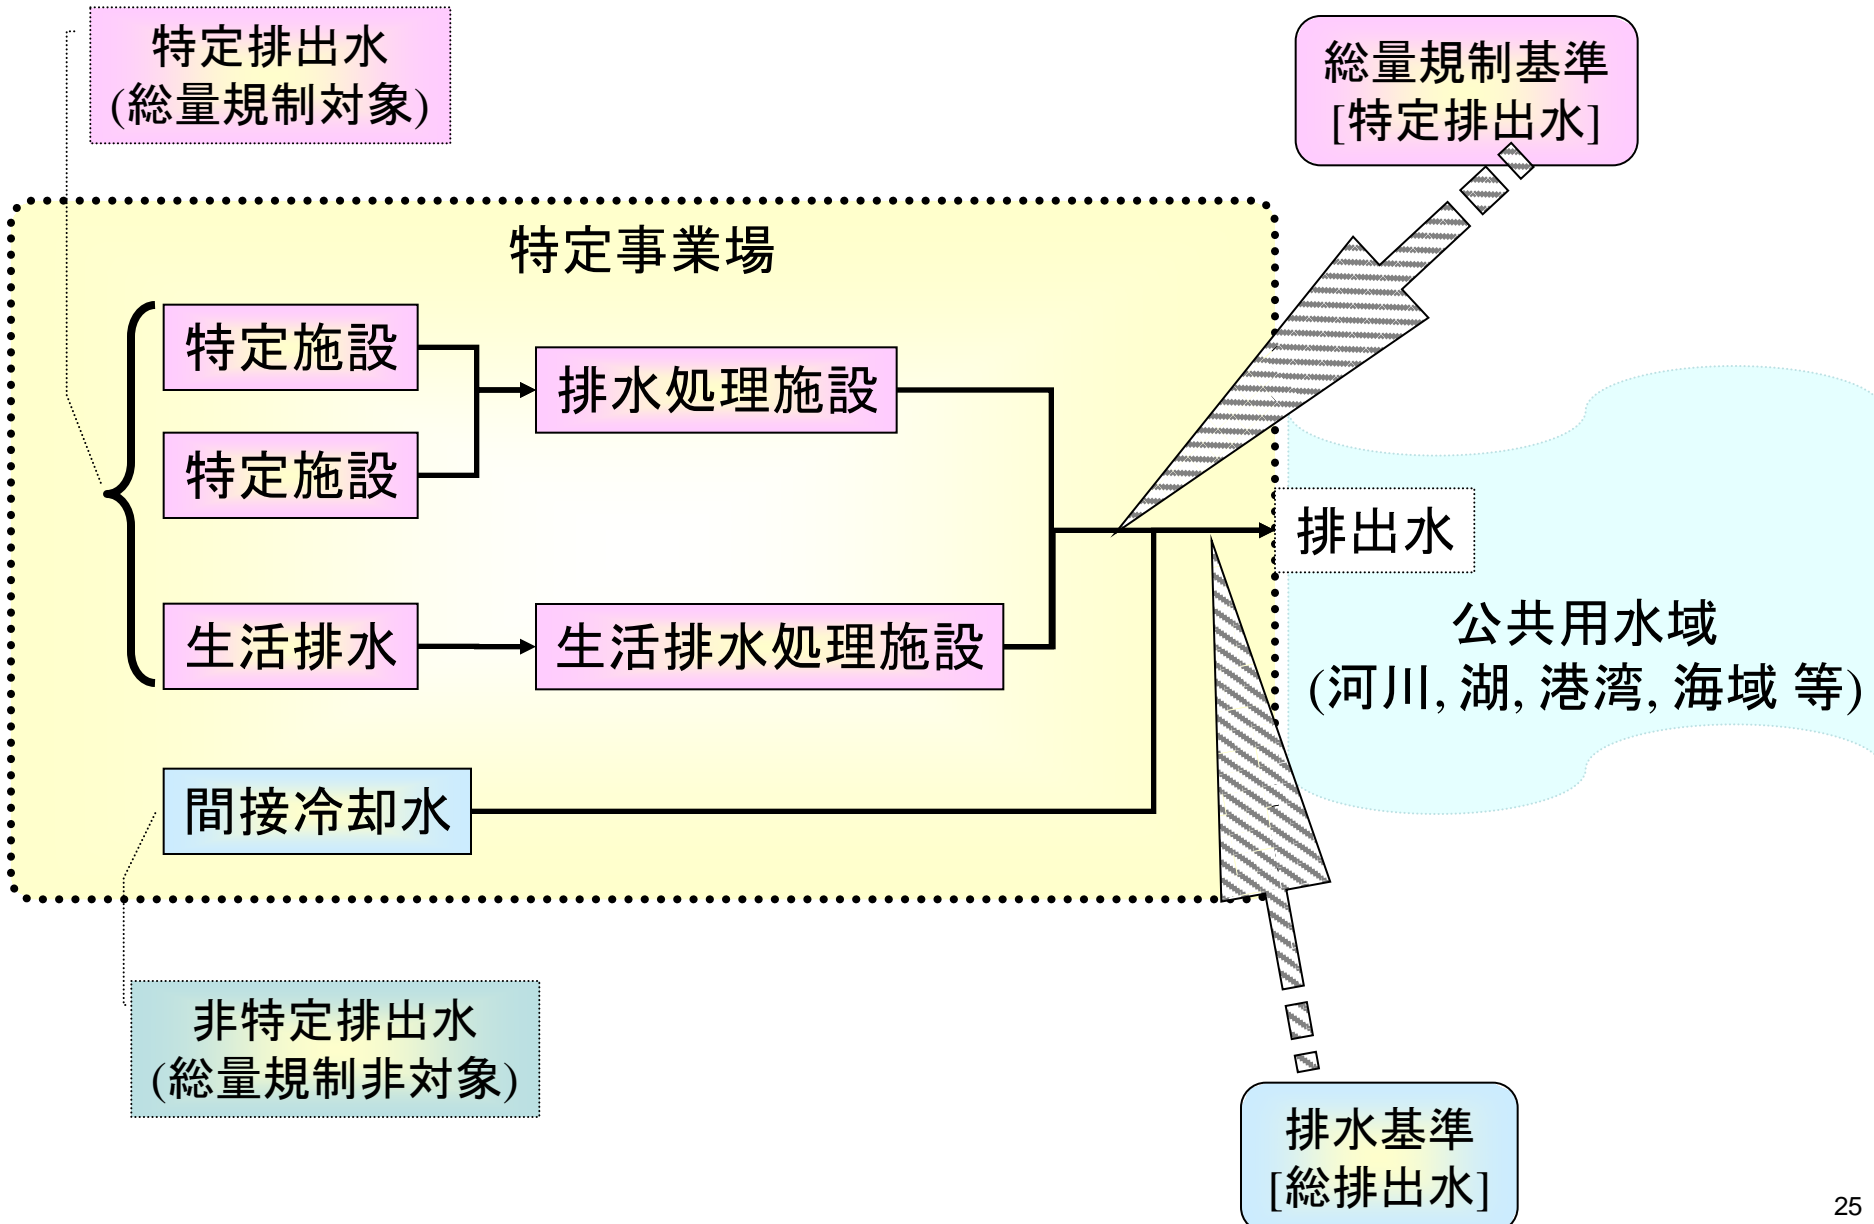 特定排出水
(総量規制対象)
総量規制基準
[特定排出水]
特定事業場
特定施設
排水処理施設
特定施設
排出水
生活排水
生活排水処理施設
公共用水域
(河川, 湖, 港湾, 海域 等)
間接冷却水
非特定排出水
(総量規制非対象)
排水基準
[総排出水]
25